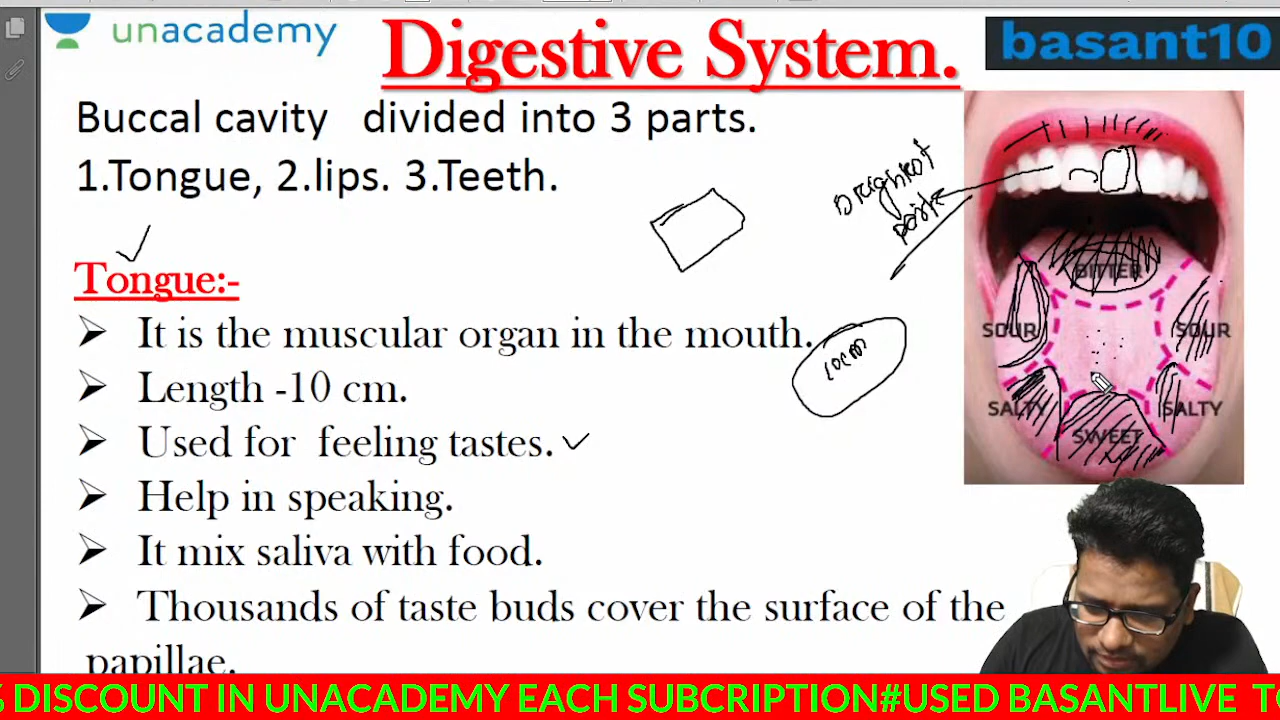 unacademy
Digestive System.
basant10
Buccal cavity divided into 3 parts.
1.Tongue, 2.lips. 3.Teeth.
Tongue:-
➢ It is the muscular organ in the mouth.
➢ Length -10 cm.
➢ Used for feeling tastes.
➢ Help in speaking.
➢ It mix saliva with food.
➢ Thousands of taste buds cover the surface of the
papillae.
10cm
BITTER
SOUR SOUR
SALTY SALTY
SWEET
DISCOUNT IN UNACADEMY EACH SUBCRIPTION#USED BASANTLIVE